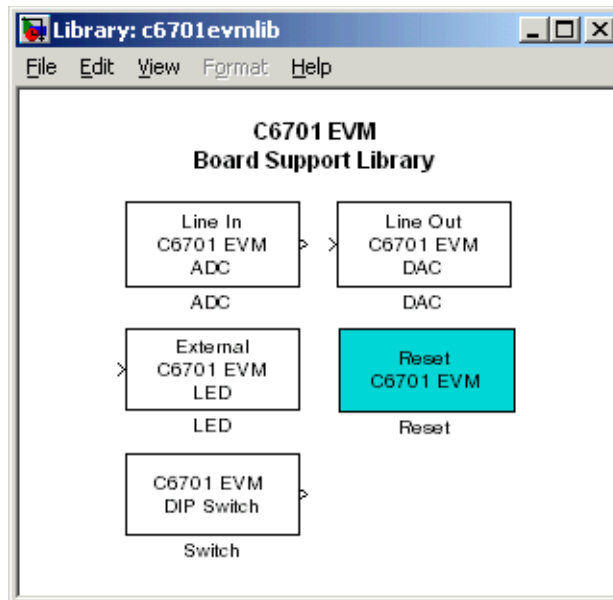 Library: c6701evmlib
File Edit View Format Help
C6701 EVM
Board Support Library
Line In
C6701 EVM
ADC
ADC
Line Out
C6701 EVM
DAC
DAC
External
C6701 EVM
LED
LED
Reset
C6701 EVM
Reset
C6701 EVM
DIP Switch
Switch